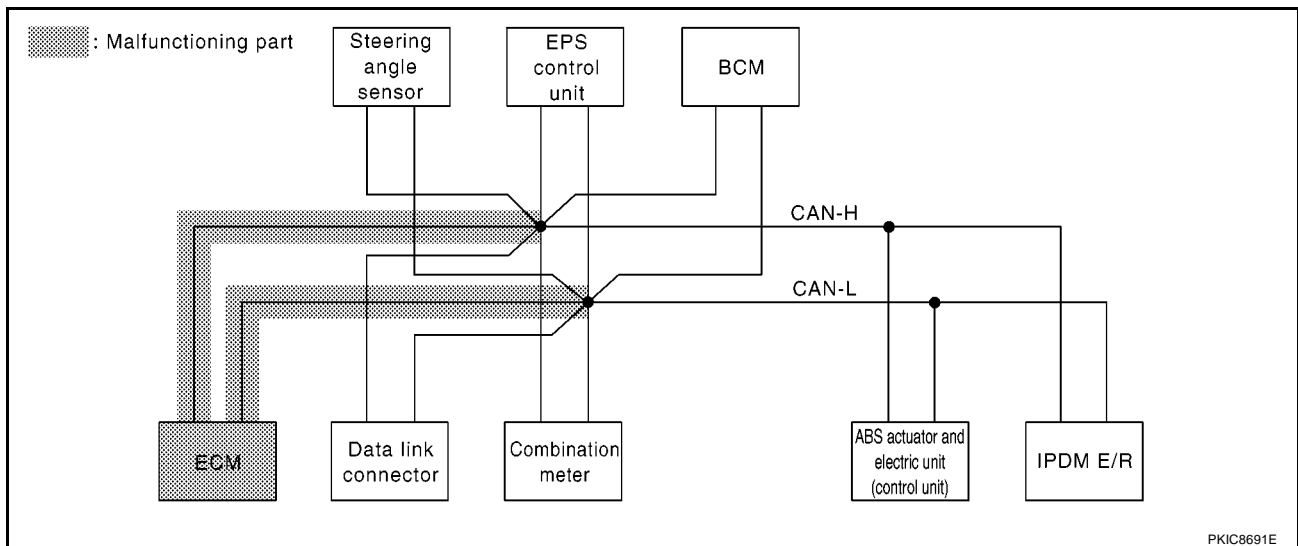 : Malfunctioning part
Steering
angle
sensor
EPS
control
unit
BCM
CAN-H
CAN-L
ECM
Data link
connector
Combination
meter
ABS actuator and
electric unit
(control unit)
IPDM E/R
PKIC8691E